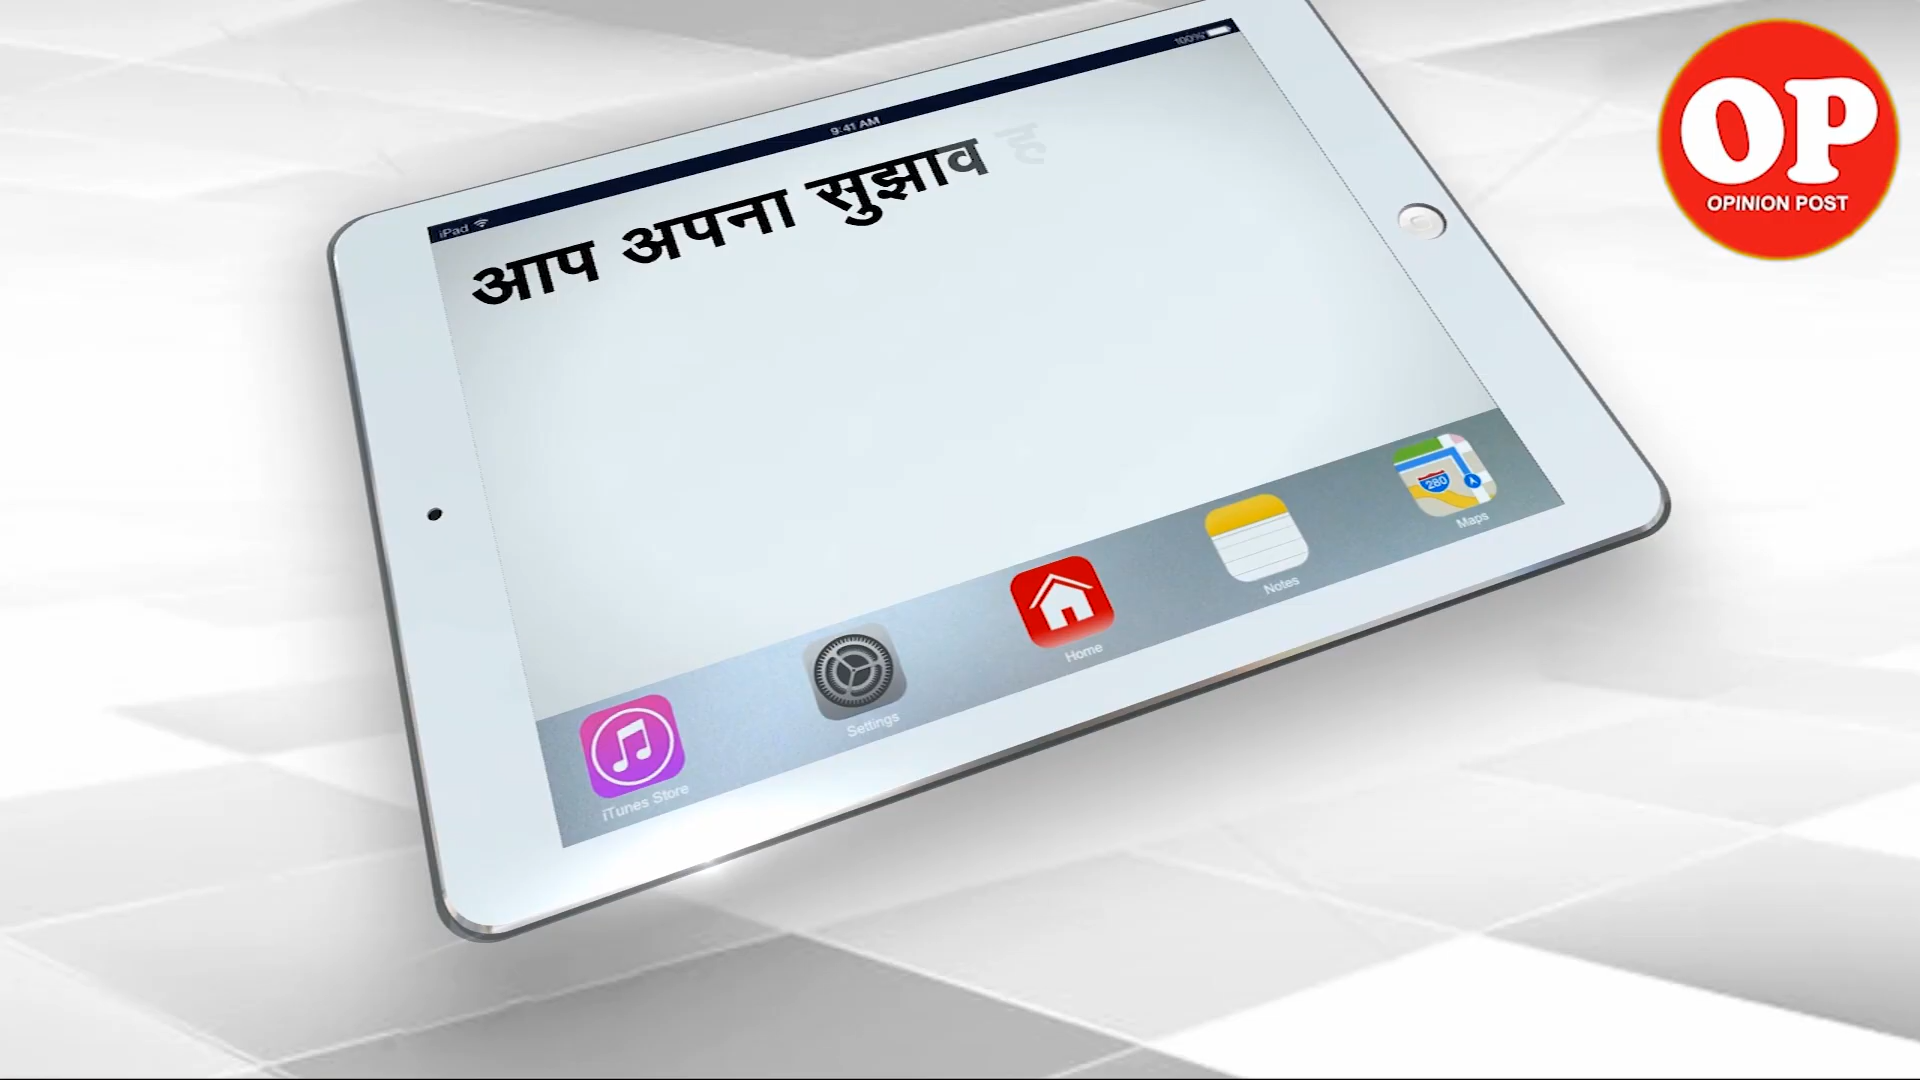 iPad
9:41 AM
100%
आप अपना सुझाव
iTunes Store
Settings
Home
Notes
280
Maps
OP
OPINION POST